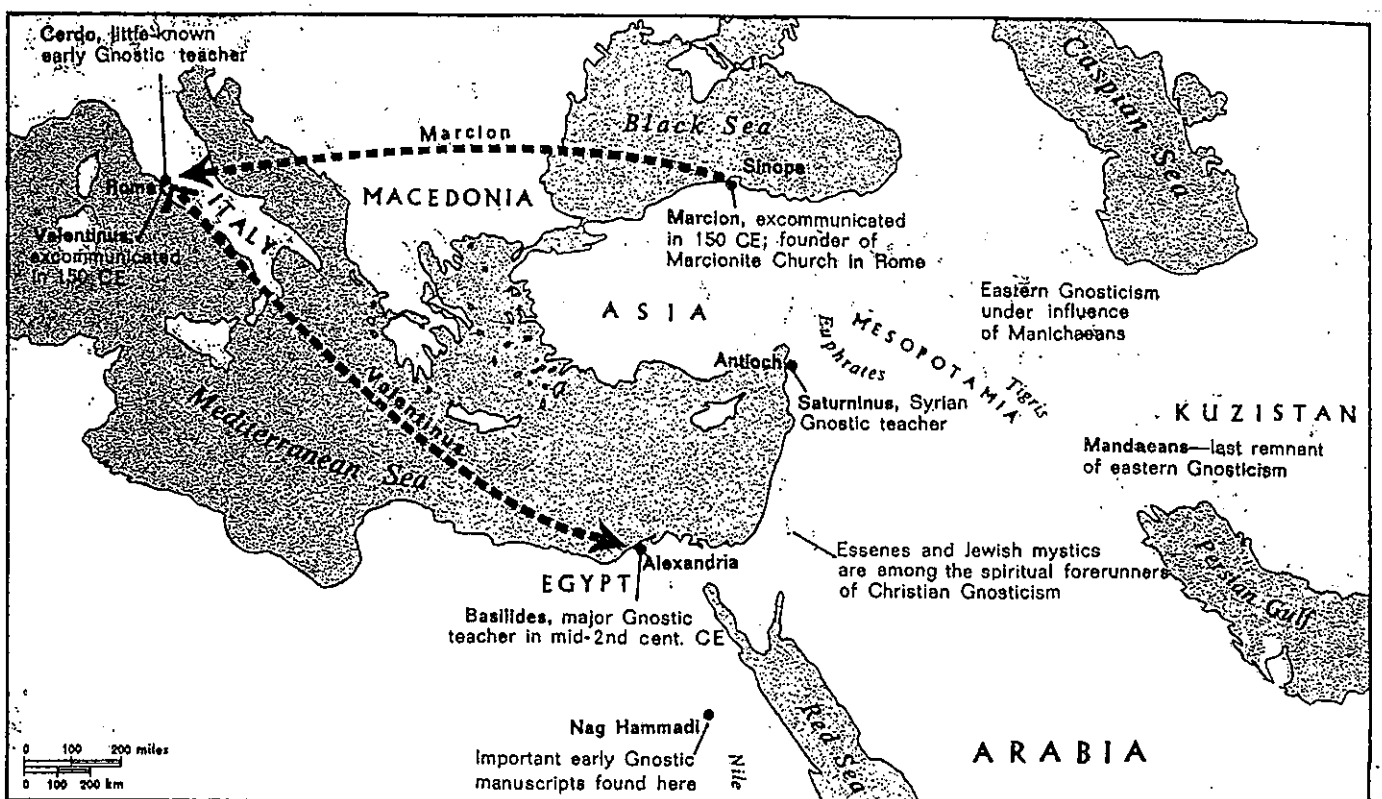 Cerdo, little-known
early Gnostic teacher
Marcion
Black Sea
Caspian Sea
Sinope
Rome
ITALY
MACEDONIA
Valentinus,
excommunicated
in 150 CE
Marcion, excommunicated
in 150 CE; founder of
Marcionite Church in Rome
ASIA
Eastern Gnosticism
under influence
of Manichaeans
MESOPOTAMIA
Euphrates
Tigris
Antioch
Saturninus, Syrian
Gnostic teacher
KUZISTAN
Mandaeans—last remnant
of eastern Gnosticism
Valentinus
Mediterranean Sea
Alexandria
EGYPT
Basilides, major Gnostic
teacher in mid-2nd cent. CE
Essenes and Jewish mystics
are among the spiritual forerunners
of Christian Gnosticism
Persian Gulf
Nag Hammadi
Important early Gnostic
manuscripts found here
Nile
Red Sea
ARABIA
0 100 200 miles
0 100 200 km